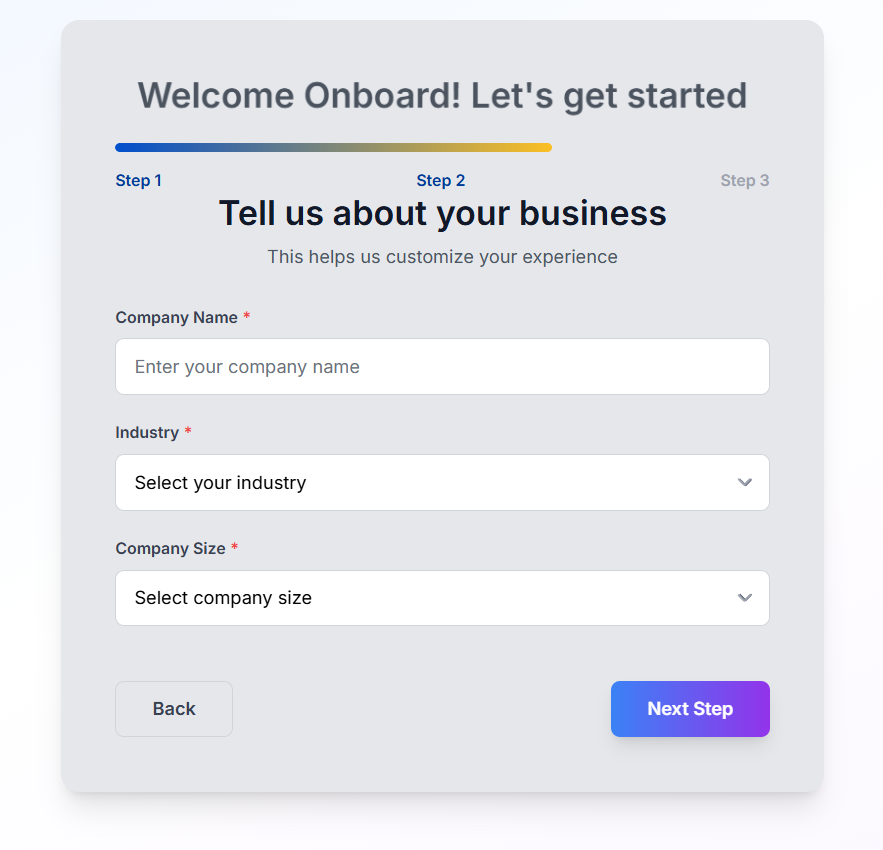 Welcome Onboard! Let's get started
Step 1 Step 2 Step 3
Tell us about your business
This helps us customize your experience
Company Name *
Enter your company name
Industry *
Select your industry
Company Size *
Select company size
Back Next Step